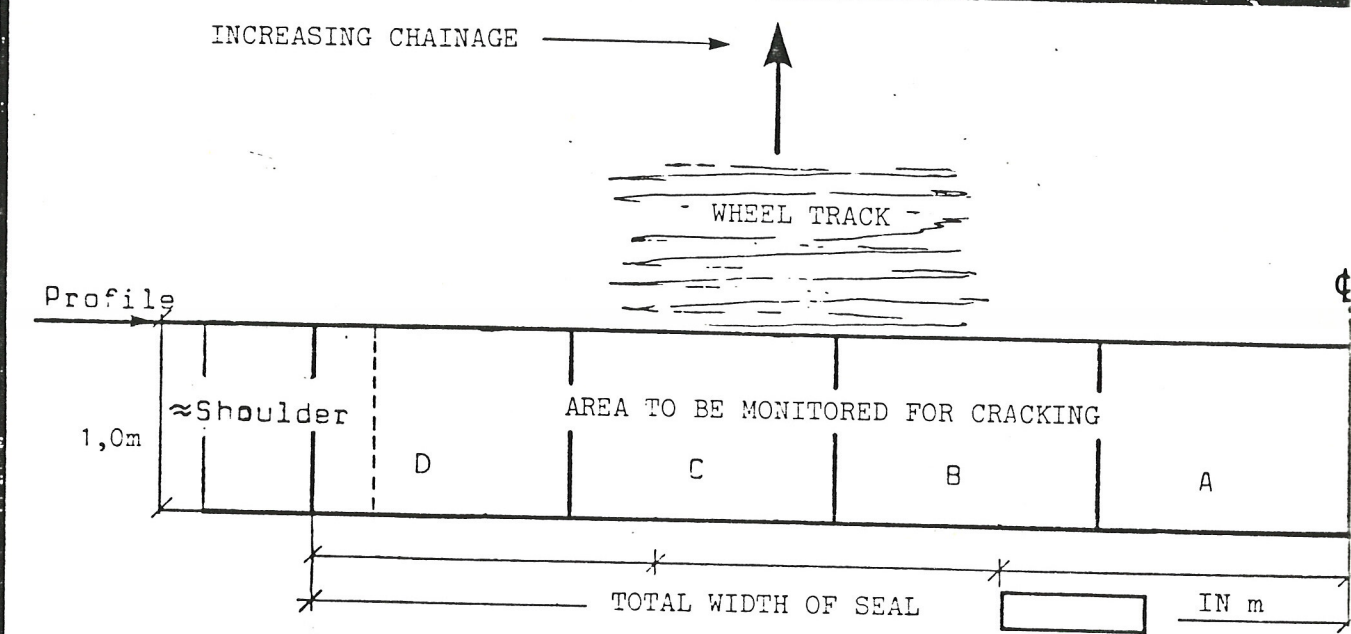 INCREASING CHAINAGE
- WHEEL TRACK -
℄
Profile
≈Shoulder
AREA TO BE MONITORED FOR CRACKING
1,0m
D
C
B
A
TOTAL WIDTH OF SEAL
IN m